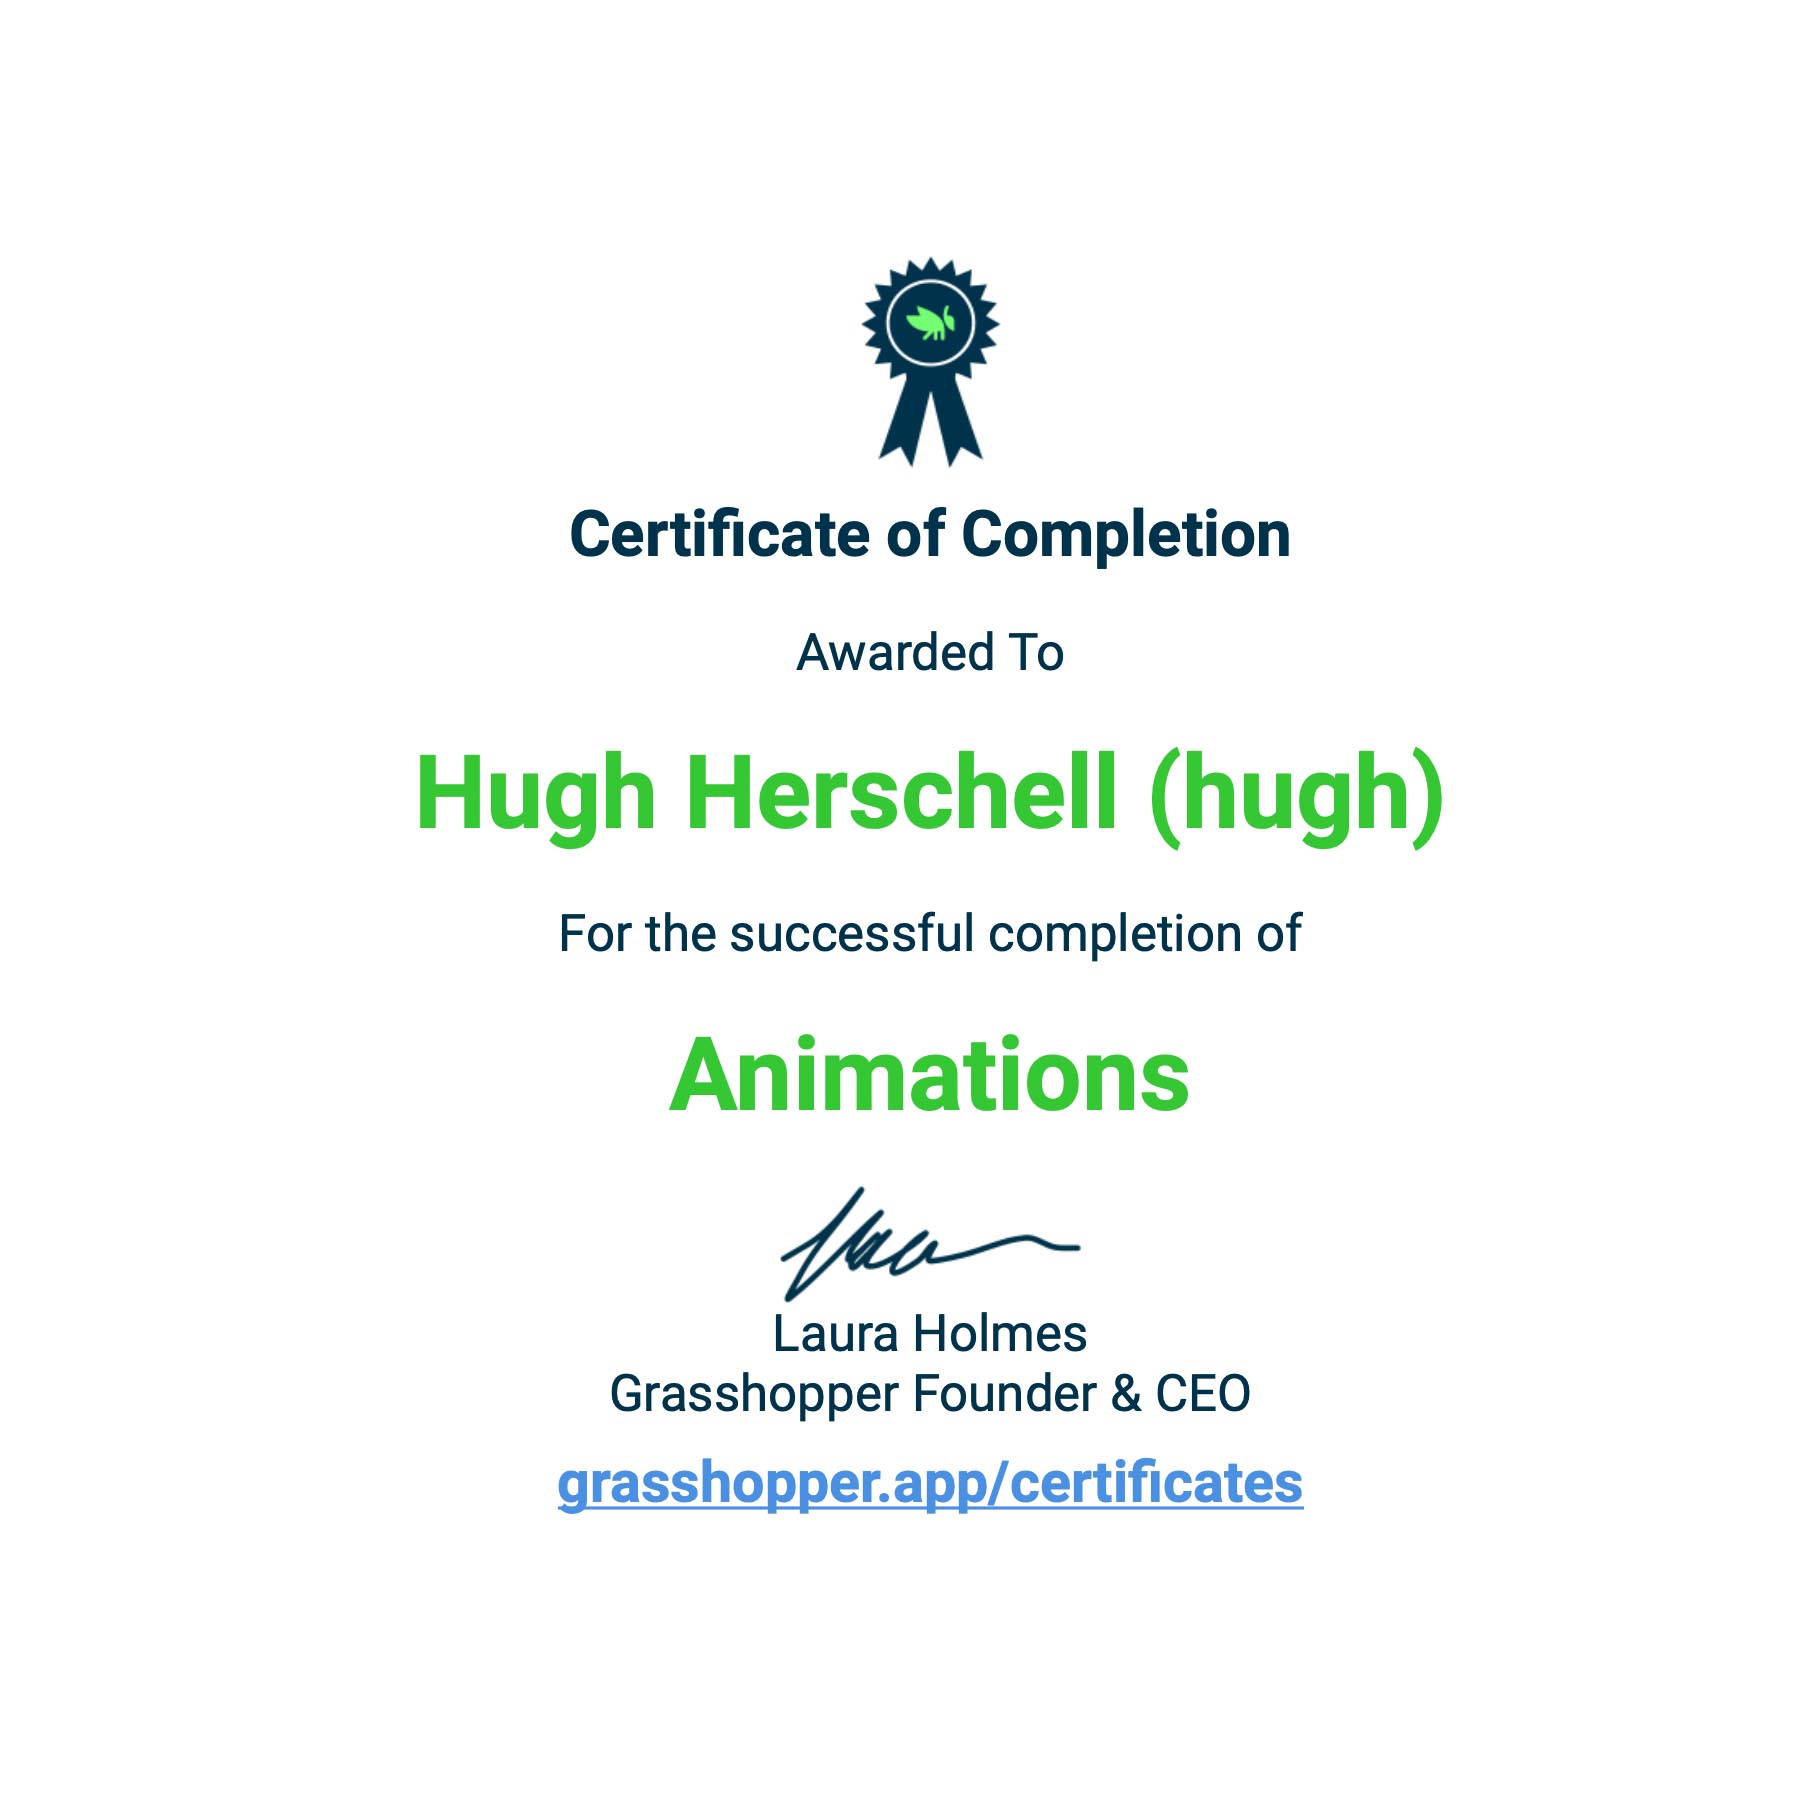 Certificate of Completion
Awarded To
Hugh Herschell (hugh)
For the successful completion of
Animations
Laura Holmes
Grasshopper Founder & CEO
grasshopper.app/certificates